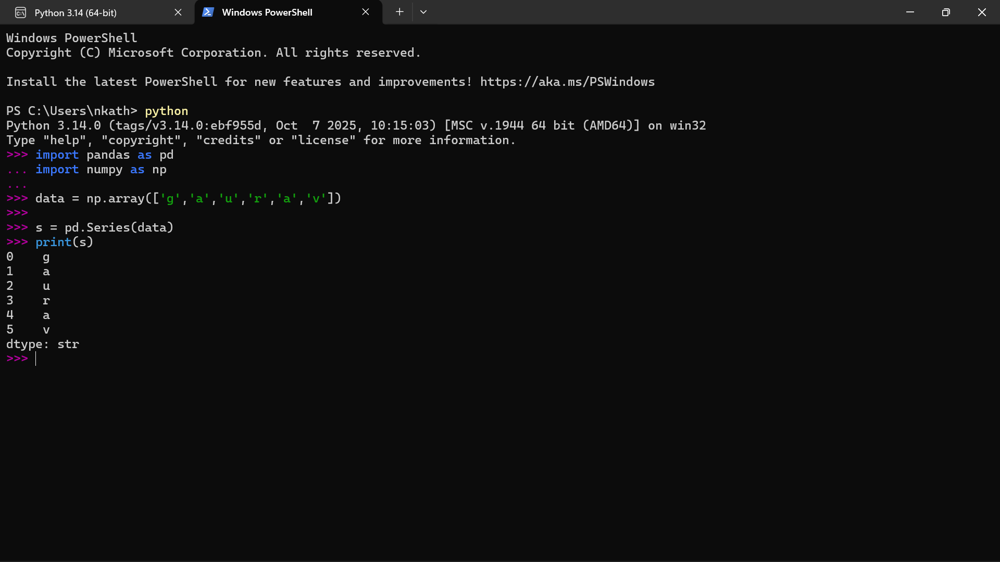 Python 3.14 (64-bit)
Windows PowerShell
Windows PowerShell
Copyright (C) Microsoft Corporation. All rights reserved.
Install the latest PowerShell for new features and improvements! https://aka.ms/PSWindows
PS C:\Users\nkath> python
Python 3.14.0 (tags/v3.14.0:ebf955d, Oct  7 2025, 10:15:03) [MSC v.1944 64 bit (AMD64)] on win32
Type "help", "copyright", "credits" or "license" for more information.
>>> import pandas as pd
... import numpy as np
...
>>> data = np.array(['g','a','u','r','a','v'])
>>>
>>> s = pd.Series(data)
>>> print(s)
0    g
1    a
2    u
3    r
4    a
5    v
dtype: str
>>>